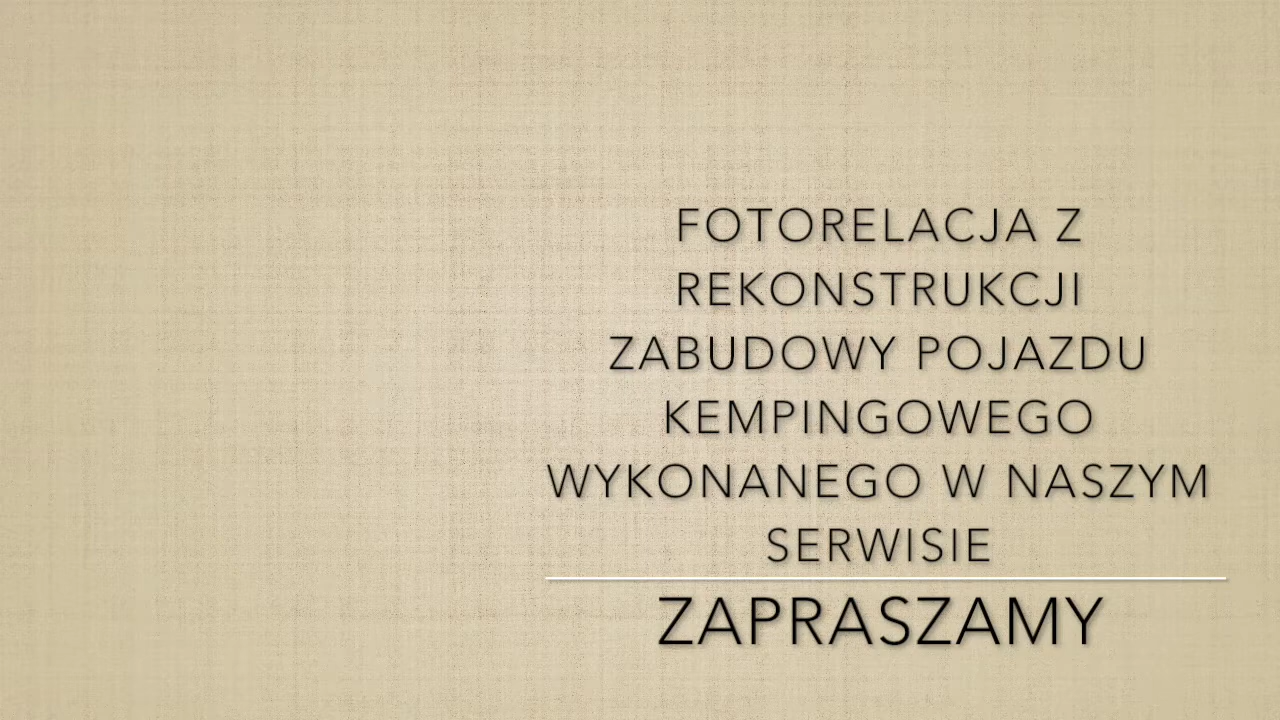 FOTORELACJA Z
REKONSTRUKCJI
ZABUDOWY POJAZDU
KEMPINGOWEGO
WYKONANEGO W NASZYM
SERWISIE
ZAPRASZAMY